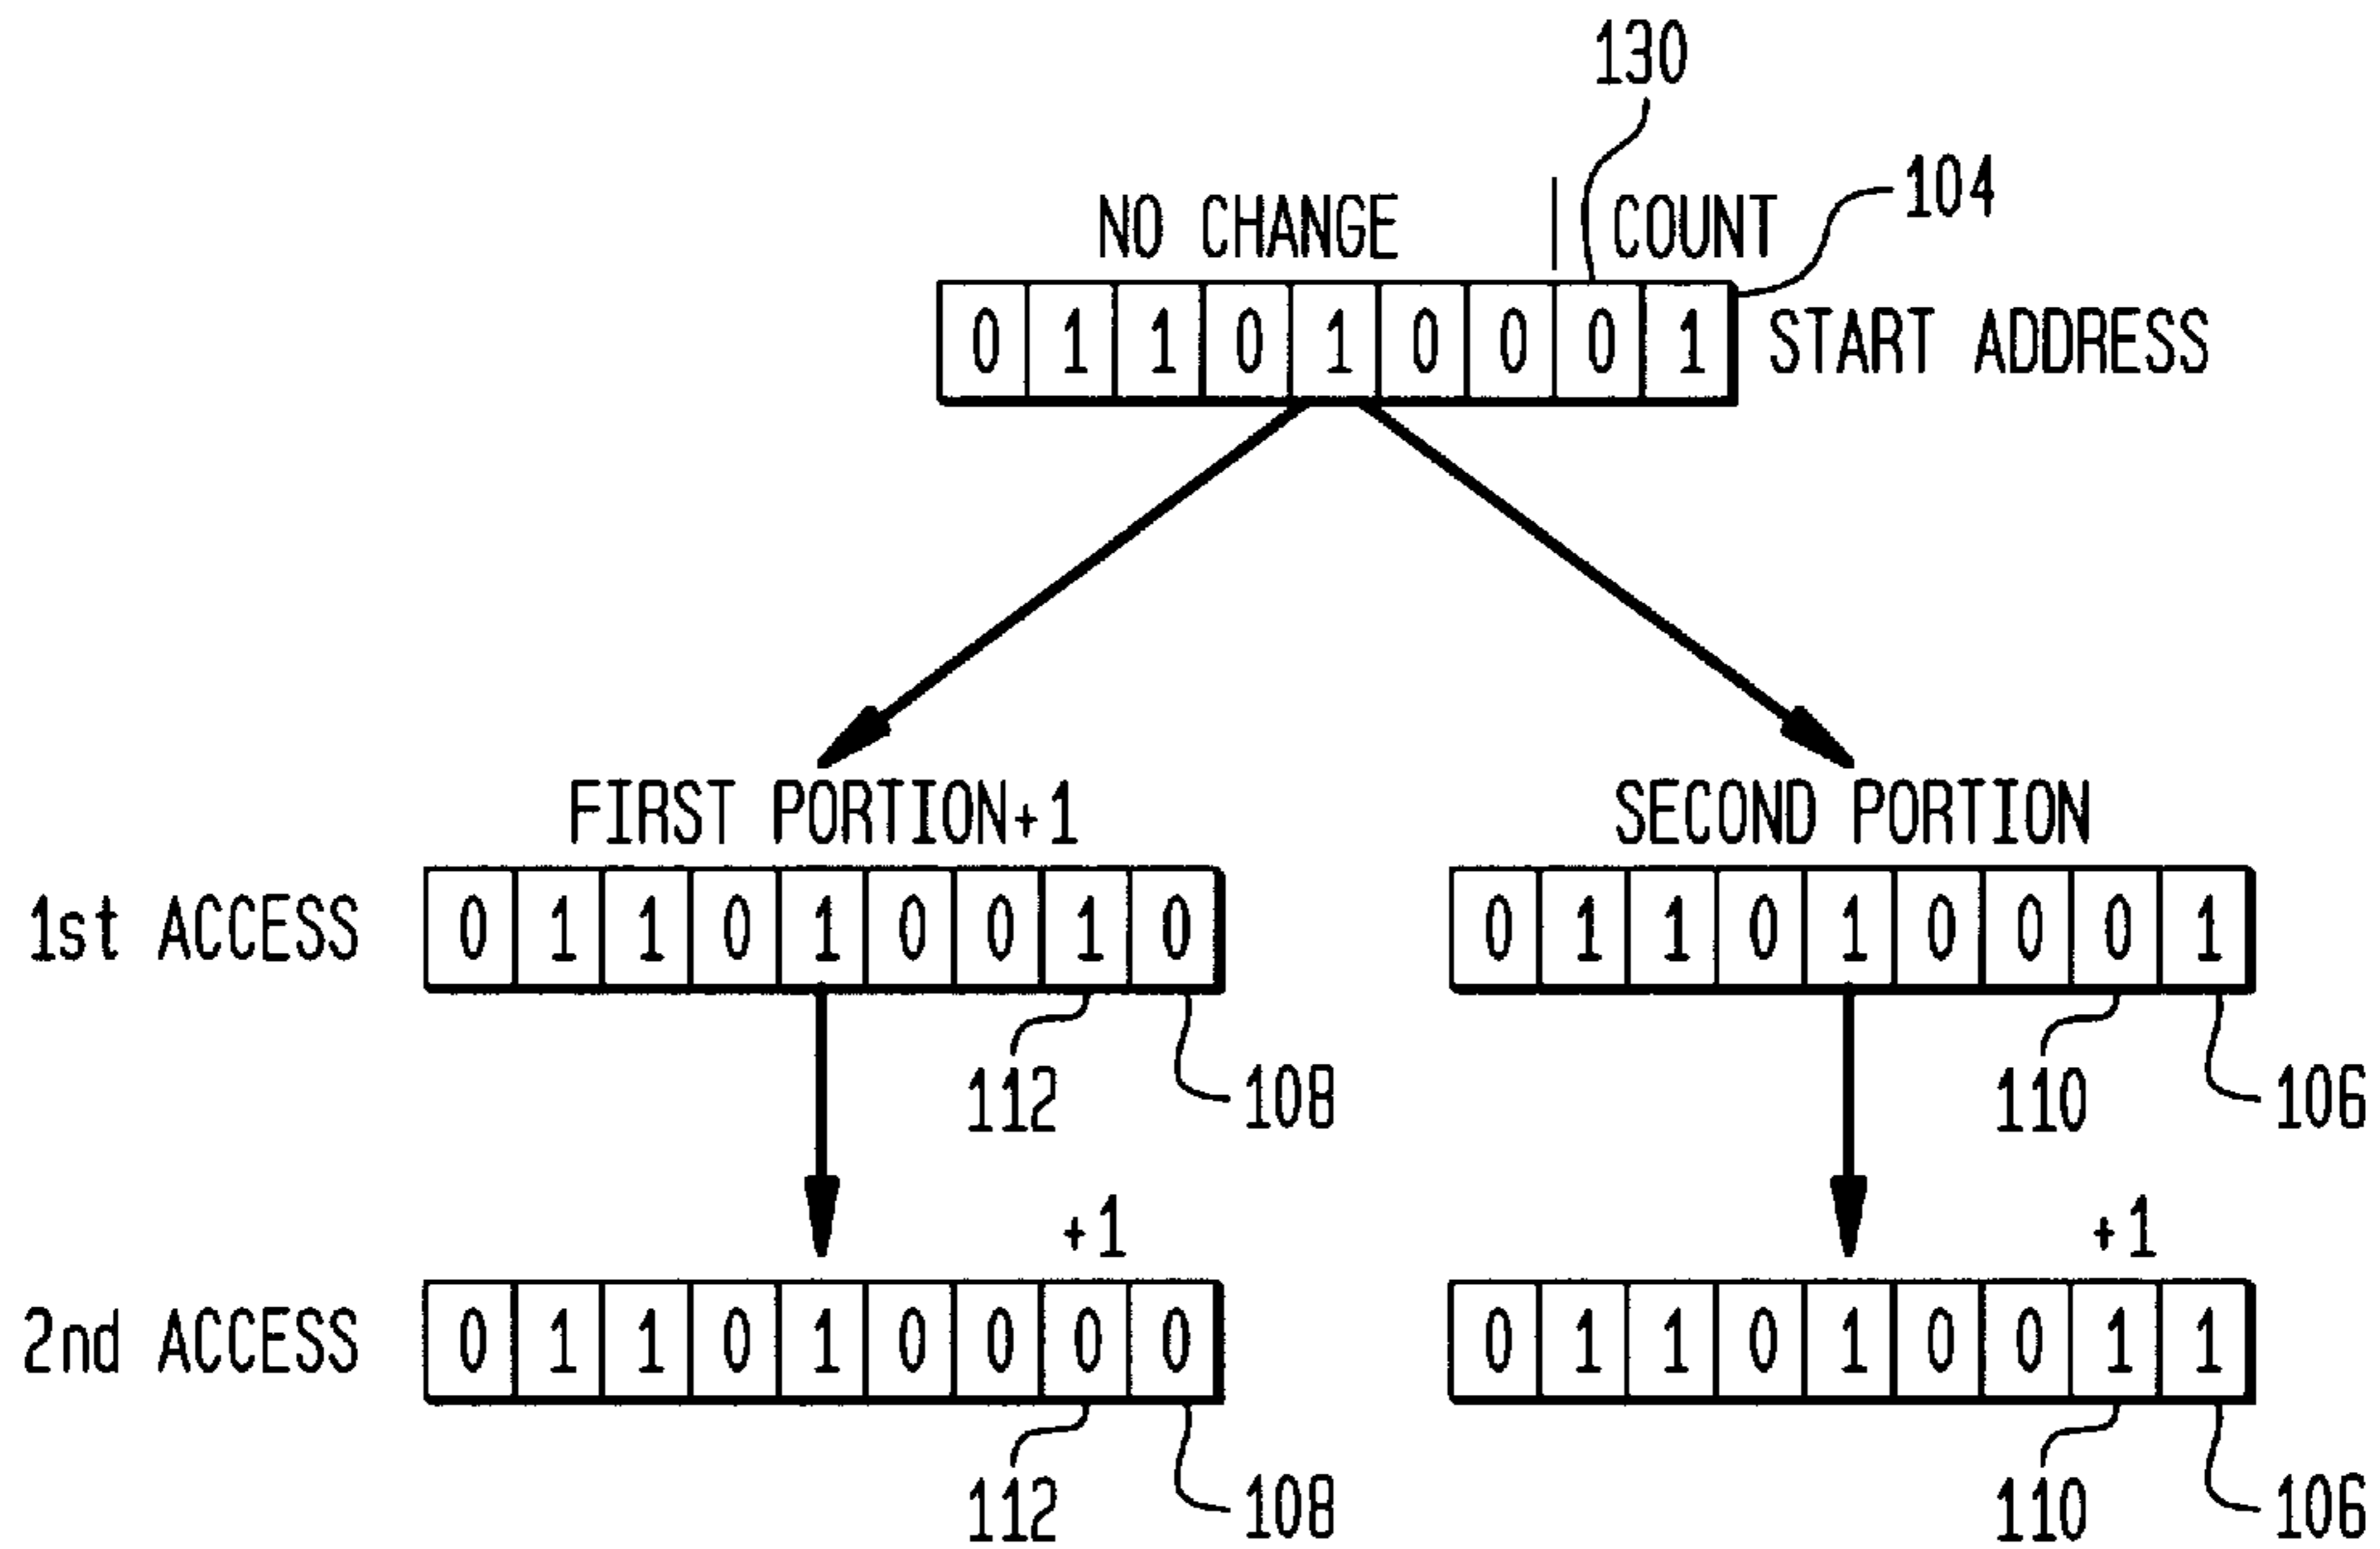 130
104
NO CHANGE | COUNT
0 1 1 0 1 0 0 0 1 START ADDRESS
FIRST PORTION+1 SECOND PORTION
1st ACCESS 0 1 1 0 1 0 0 1 0 0 1 1 0 1 0 0 0 1
112 108 110 106
+1 +1
2nd ACCESS 0 1 1 0 1 0 0 0 0 0 1 1 0 1 0 0 1 1
112 108 110 106